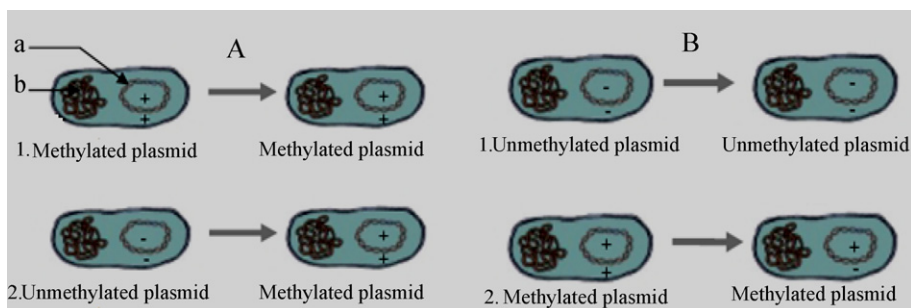 a
A
B
b
+
+
+
+
-
-
-
-
1.Methylated plasmid
Methylated plasmid
1.Unmethylated plasmid
Unmethylated plasmid
-
-
+
+
+
+
+
-
2.Unmethylated plasmid
Methylated plasmid
2. Methylated plasmid
Methylated plasmid